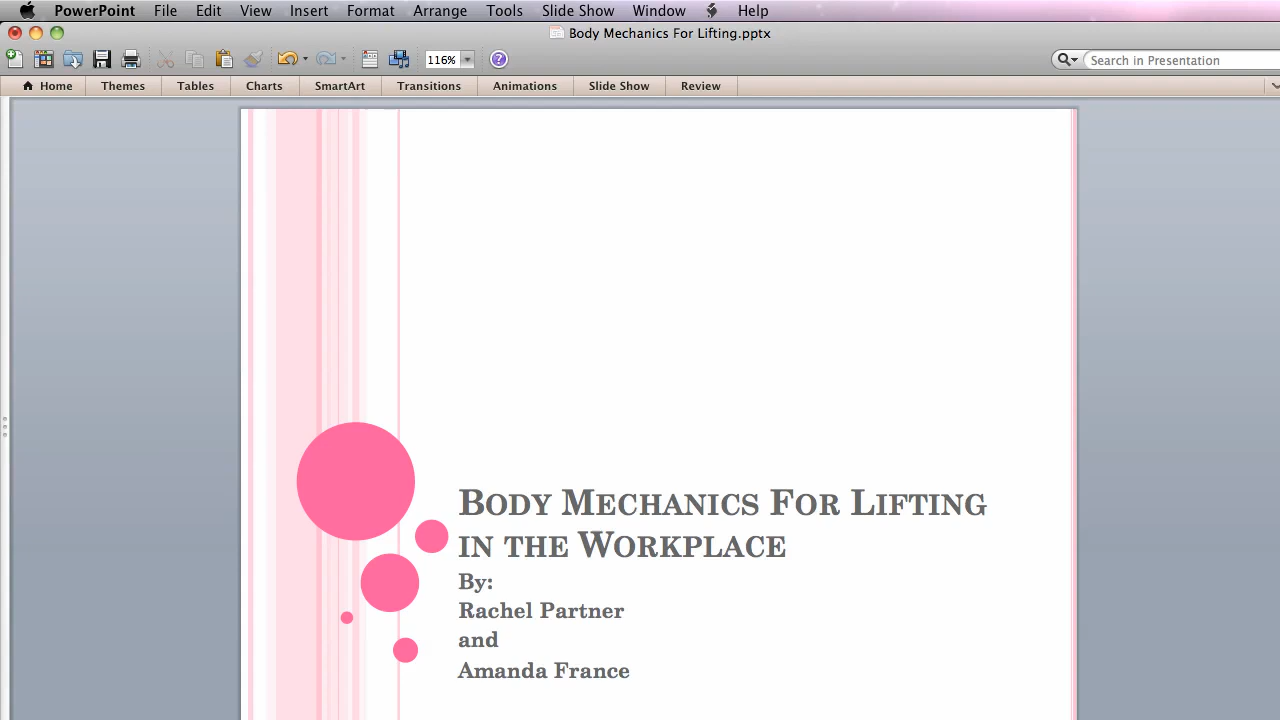 PowerPoint File Edit View Insert Format Arrange Tools Slide Show Window Help
Body Mechanics For Lifting.pptx
116% ? Search in Presentation
Home Themes Tables Charts SmartArt Transitions Animations Slide Show Review
Body Mechanics For Lifting
in the Workplace
By:
Rachel Partner
and
Amanda France